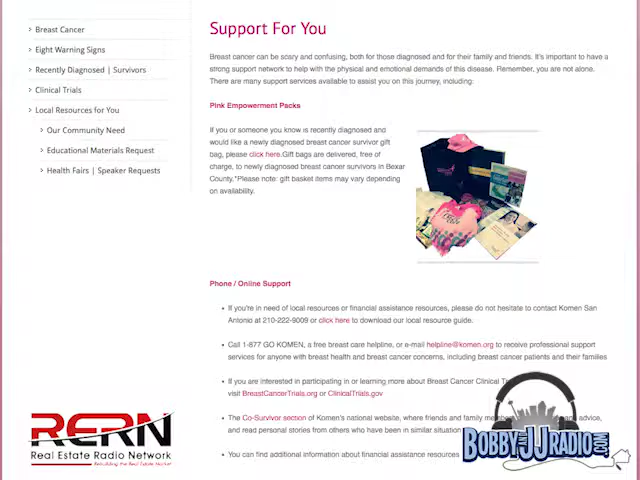 Breast Cancer
Eight Warning Signs
Recently Diagnosed | Survivors
Clinical Trials
Local Resources for You
Our Community Need
Educational Materials Request
Health Fairs | Speaker Requests
Support For You
Breast cancer can be scary and confusing, both for those diagnosed and for their family and friends. It's important to have a
strong support network to help with the physical and emotional demands of this disease. Remember, you are not alone.
There are many support services available to assist you on this journey, including:
Pink Empowerment Packs
If you or someone you know is recently diagnosed and
would like a newly diagnosed breast cancer survivor gift
bag, please click here.Gift bags are delivered, free of
charge, to newly diagnosed breast cancer survivors in Bexar
County.*Please note: gift basket items may vary depending
on availability.
Phone / Online Support
If you're in need of local resources or financial assistance resources, please do not hesitate to contact Komen San
Antonio at 210-222-9009 or click here to download our local resource guide.
Call 1-877 GO KOMEN, a free breast care helpline, or e-mail helpline@komen.org to receive professional support
services for anyone with breast health and breast cancer concerns, including breast cancer patients and their families
If you are interested in participating in or learning more about Breast Cancer Clinical
visit BreastCancerTrials.org or ClinicalTrials.gov
The Co-Survivor section of Komen's national website, where friends and family advice,
and read personal stories from others who have been in similar
You can find additional information about financial assistance resources
RERN
Real Estate Radio Network
Rebuilding the Real Estate Market
BOBBY AND JJRADIO.COM